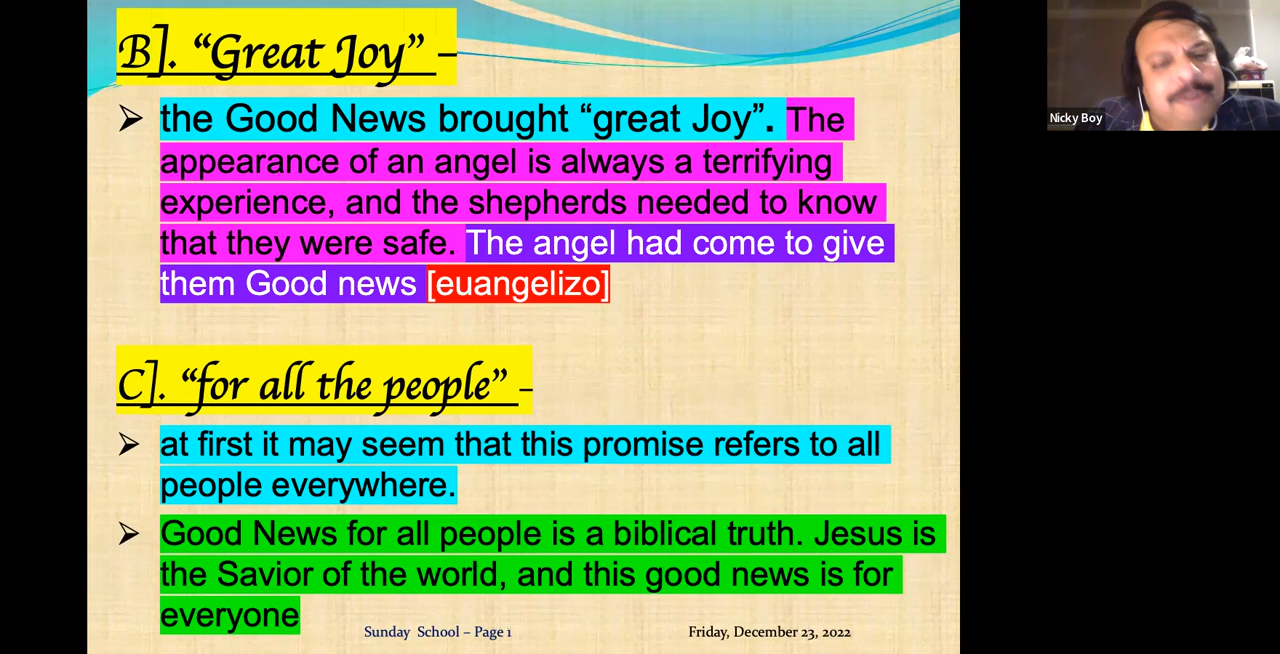 B]. “Great Joy” –
➢ the Good News brought “great Joy”. The
appearance of an angel is always a terrifying
experience, and the shepherds needed to know
that they were safe. The angel had come to give
them Good news [euangelizo]
C]. “for all the people” –
➢ at first it may seem that this promise refers to all
people everywhere.
➢ Good News for all people is a biblical truth. Jesus is
the Savior of the world, and this good news is for
everyone
Sunday School – Page 1
Friday, December 23, 2022
Nicky Boy